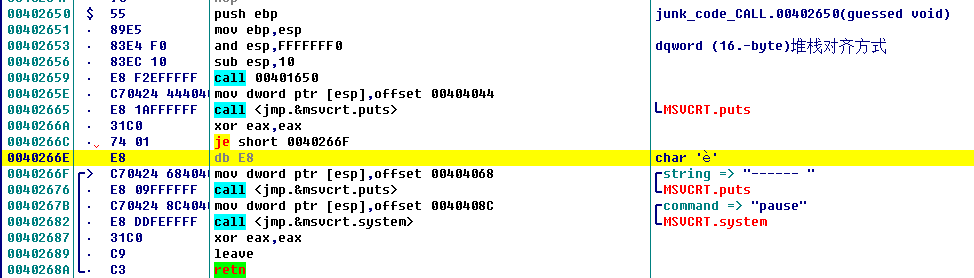 00402650 $ 55 push ebp junk_code_CALL.00402650(guessed void)
00402651 · 89E5 mov ebp,esp
00402653 · 83E4 F0 and esp,FFFFFFF0 dqword (16.-byte)堆栈对齐方式
00402656 · 83EC 10 sub esp,10
00402659 · E8 F2EFFFFF call 00401650
0040265E · C70424 444040 mov dword ptr [esp],offset 00404044
00402665 · E8 1AFFFFFF call <jmp.&msvcrt.puts> MSVCRT.puts
0040266A · 31C0 xor eax,eax
0040266C · 74 01 je short 0040266F
0040266E E8 db E8 char 'è'
0040266F > C70424 684040 mov dword ptr [esp],offset 00404068 string => "------ "
00402676 · E8 09FFFFFF call <jmp.&msvcrt.puts> MSVCRT.puts
0040267B · C70424 8C4040 mov dword ptr [esp],offset 0040408C command => "pause"
00402682 · E8 DDFEFFFF call <jmp.&msvcrt.system> MSVCRT.system
00402687 · 31C0 xor eax,eax
00402689 · C9 leave
0040268A · C3 retn